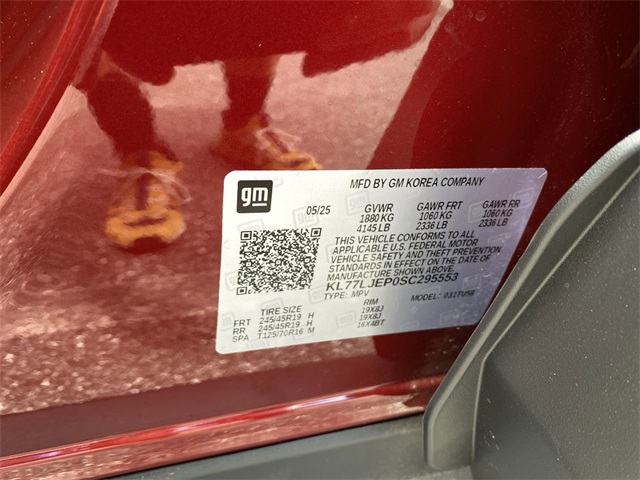 gm
MFD BY GM KOREA COMPANY
05/25 GVWR GAWR FRT GAWR RR
1880 KG 1060 KG 1060 KG
4145 LB 2336 LB 2336 LB
THIS VEHICLE CONFORMS TO ALL
APPLICABLE U.S. FEDERAL MOTOR
VEHICLE SAFETY AND THEFT PREVENTION
STANDARDS IN EFFECT ON THE DATE OF
MANUFACTURE SHOWN ABOVE.
KL77LJEP0SC295553
TYPE: MPV MODEL: 031TU58
TIRE SIZE RIM
FRT 245/45R19 H 19X8J
RR 245/45R19 H 19X8J
SPA T125/70R16 M 16X4BT